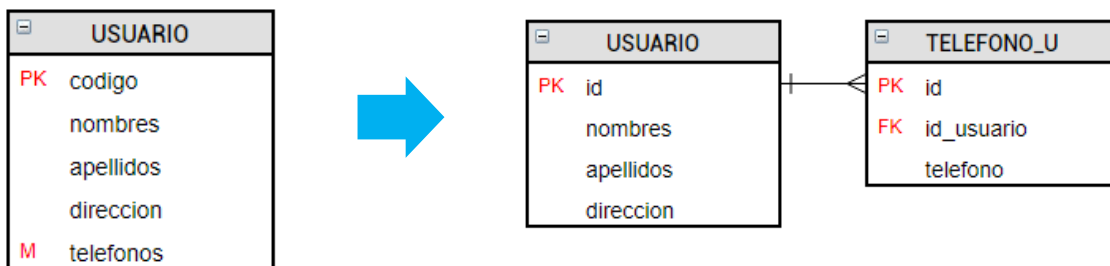 USUARIO
PK codigo
nombres
apellidos
direccion
M telefonos
USUARIO
PK id
nombres
apellidos
direccion
TELEFONO_U
PK id
FK id_usuario
telefono